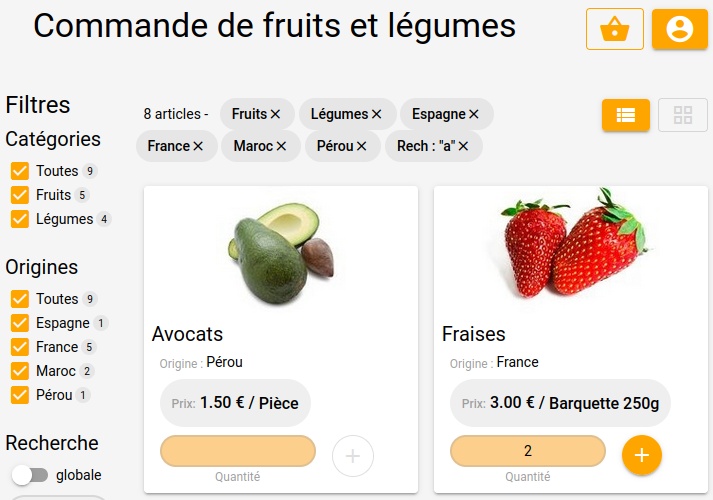 Commande de fruits et légumes
Filtres
Catégories
Toutes 9
Fruits 5
Légumes 4
Origines
Toutes 9
Espagne 1
France 5
Maroc 2
Pérou 1
Recherche
globale
8 articles - Fruits × Légumes × Espagne ×
France × Maroc × Pérou × Rech : "a" ×
Avocats
Origine : Pérou
Prix: 1.50 € / Pièce
+
Quantité
Fraises
Origine : France
Prix: 3.00 € / Barquette 250g
2 +
Quantité